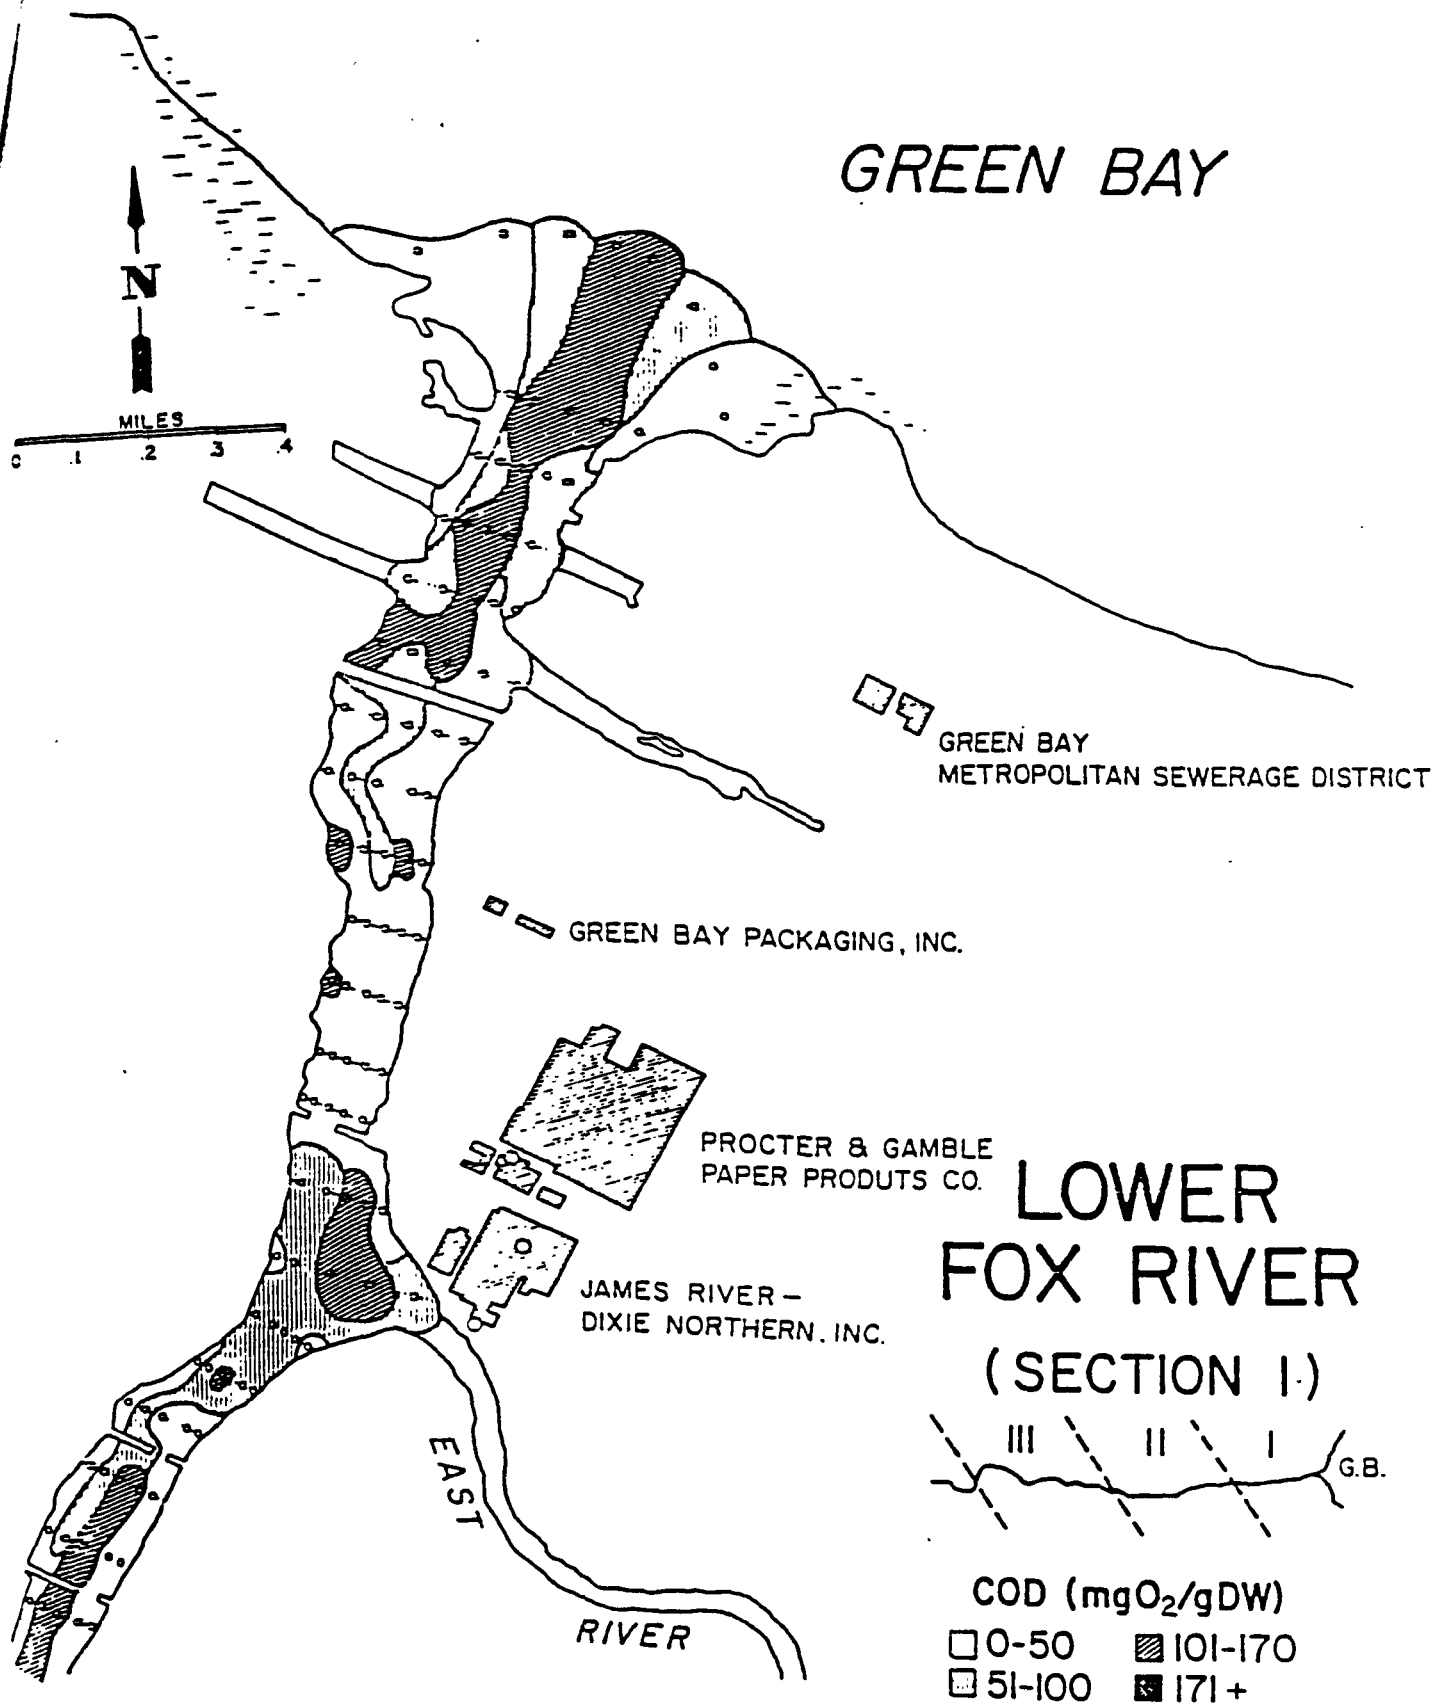 GREEN BAY
N
MILES
0 .1 .2 .3 .4
GREEN BAY
METROPOLITAN SEWERAGE DISTRICT
GREEN BAY PACKAGING, INC.
PROCTER & GAMBLE
PAPER PRODUTS CO.
JAMES RIVER –
DIXIE NORTHERN, INC.
EAST
RIVER
LOWER
FOX RIVER
(SECTION I.)
III II I
G.B.
COD (mgO₂/gDW)
0-50 101-170
51-100 171+